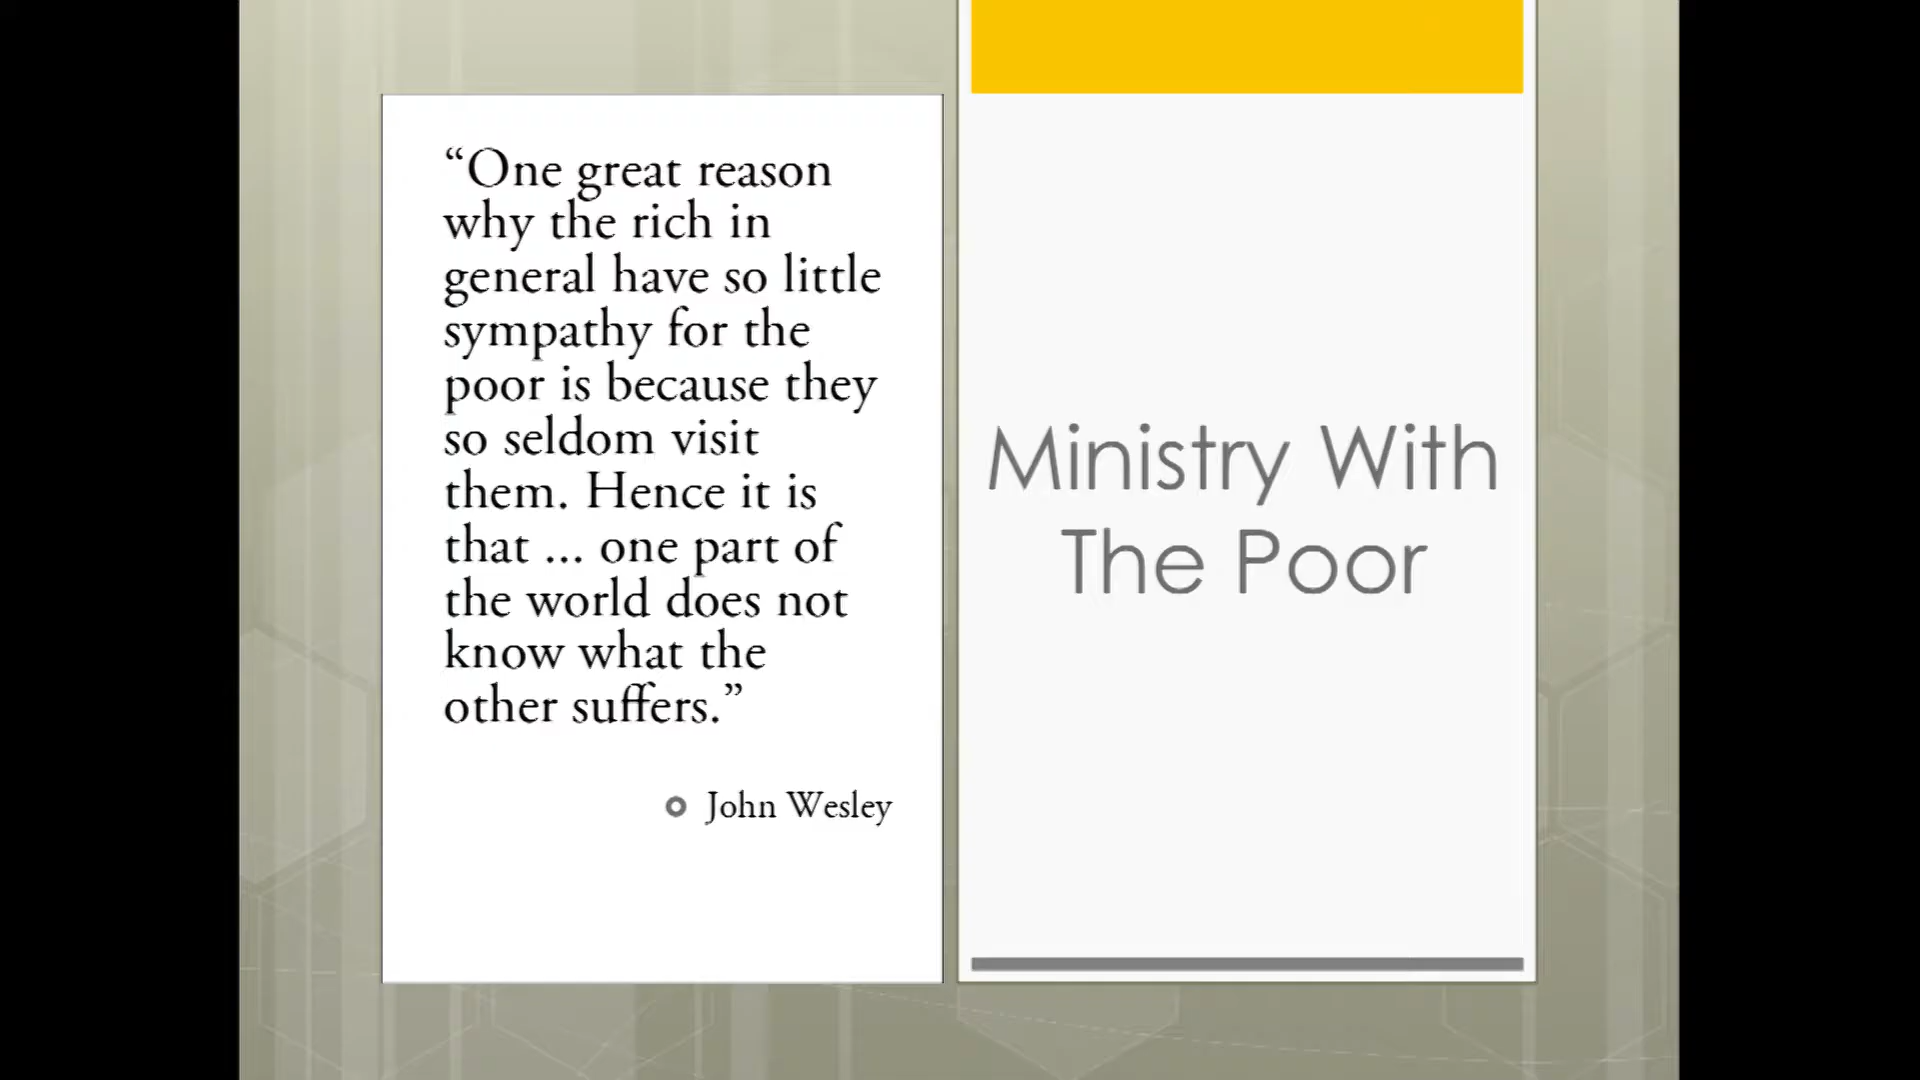 “One great reason
why the rich in
general have so little
sympathy for the
poor is because they
so seldom visit
them. Hence it is
that ... one part of
the world does not
know what the
other suffers.”
John Wesley
Ministry With
The Poor